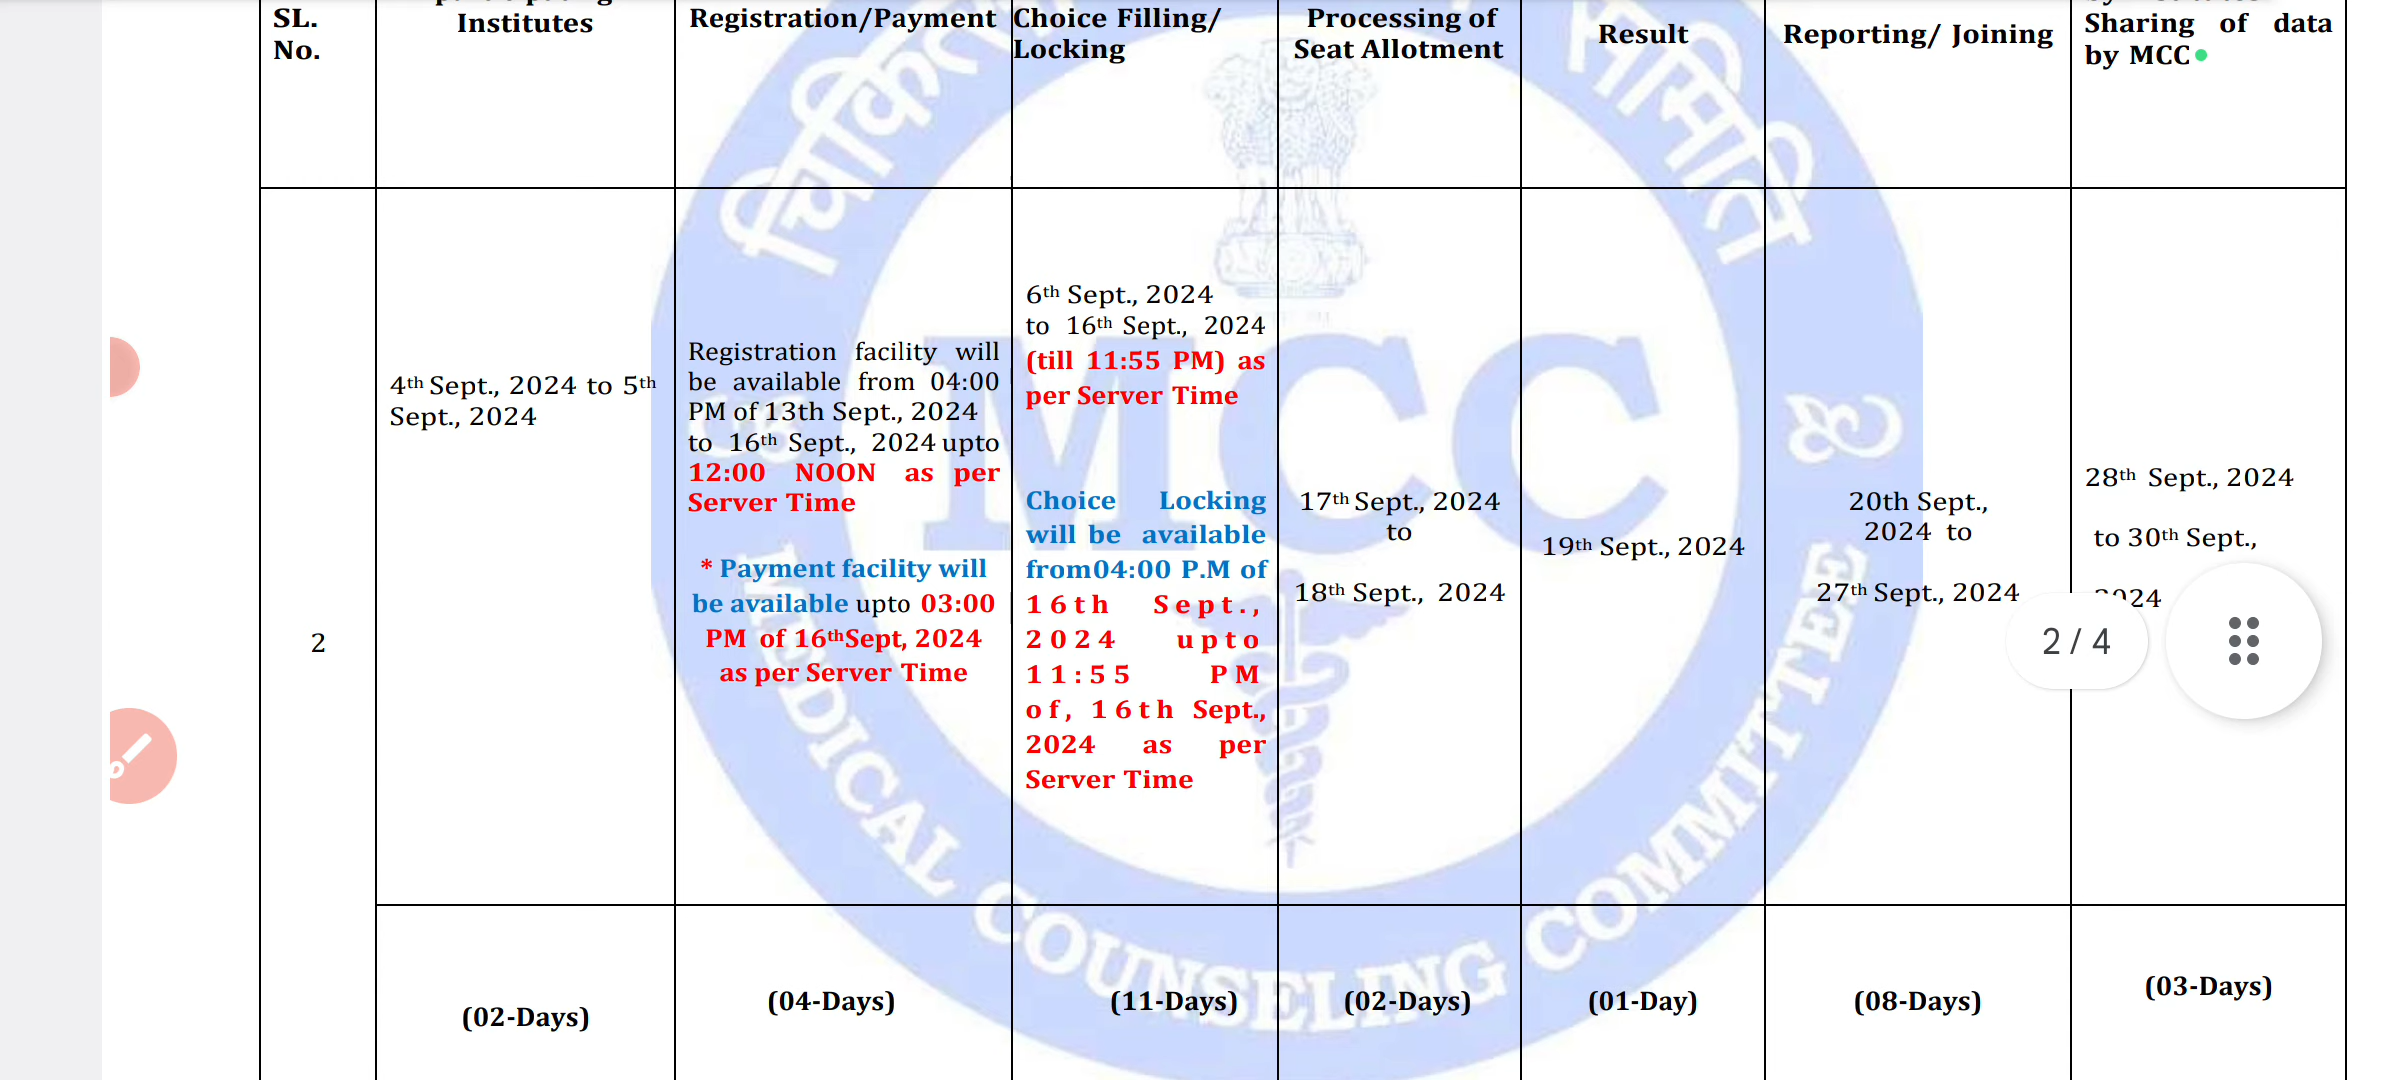 SL.
No.
Institutes
Registration/Payment
Choice Filling/
Locking
Processing of
Seat Allotment
Result
Reporting/ Joining
Sharing of data
by MCC
2
4th Sept., 2024 to 5th
Sept., 2024
Registration facility will
be available from 04:00
PM of 13th Sept., 2024
to 16th Sept., 2024 upto
12:00 NOON as per
Server Time
* Payment facility will
be available upto 03:00
PM of 16thSept, 2024
as per Server Time
6th Sept., 2024
to 16th Sept., 2024
(till 11:55 PM) as
per Server Time
Choice Locking
will be available
from04:00 P.M of
16th Sept.,
2024 upto
11:55 PM
of, 16th Sept.,
2024 as per
Server Time
17th Sept., 2024
to
18th Sept., 2024
19th Sept., 2024
20th Sept.,
2024 to
27th Sept., 2024
28th Sept., 2024
to 30th Sept.,
2024
2 / 4
(02-Days)
(04-Days)
(11-Days)
(02-Days)
(01-Day)
(08-Days)
(03-Days)
MCC
MEDICAL COUNSELING COMMITTEE
समिति